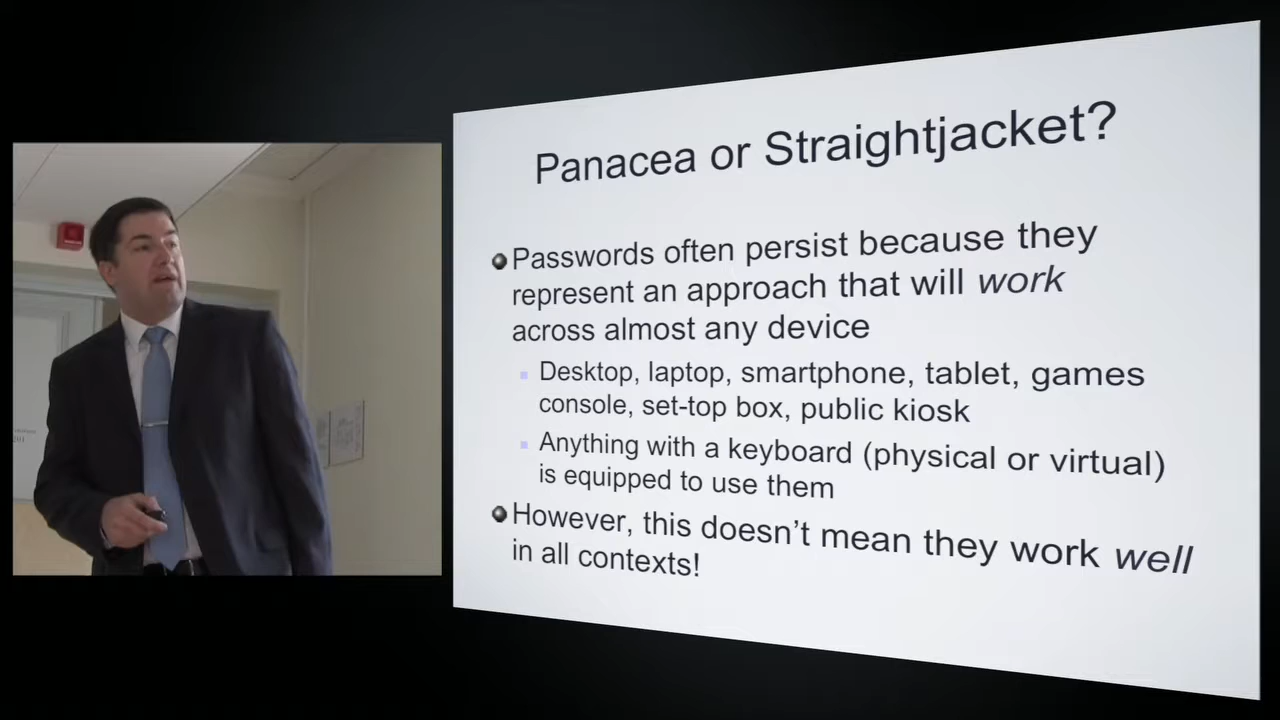 Panacea or Straightjacket?
Passwords often persist because they
represent an approach that will work
across almost any device
Desktop, laptop, smartphone, tablet, games
console, set-top box, public kiosk
Anything with a keyboard (physical or virtual)
is equipped to use them
However, this doesn’t mean they work well
in all contexts!